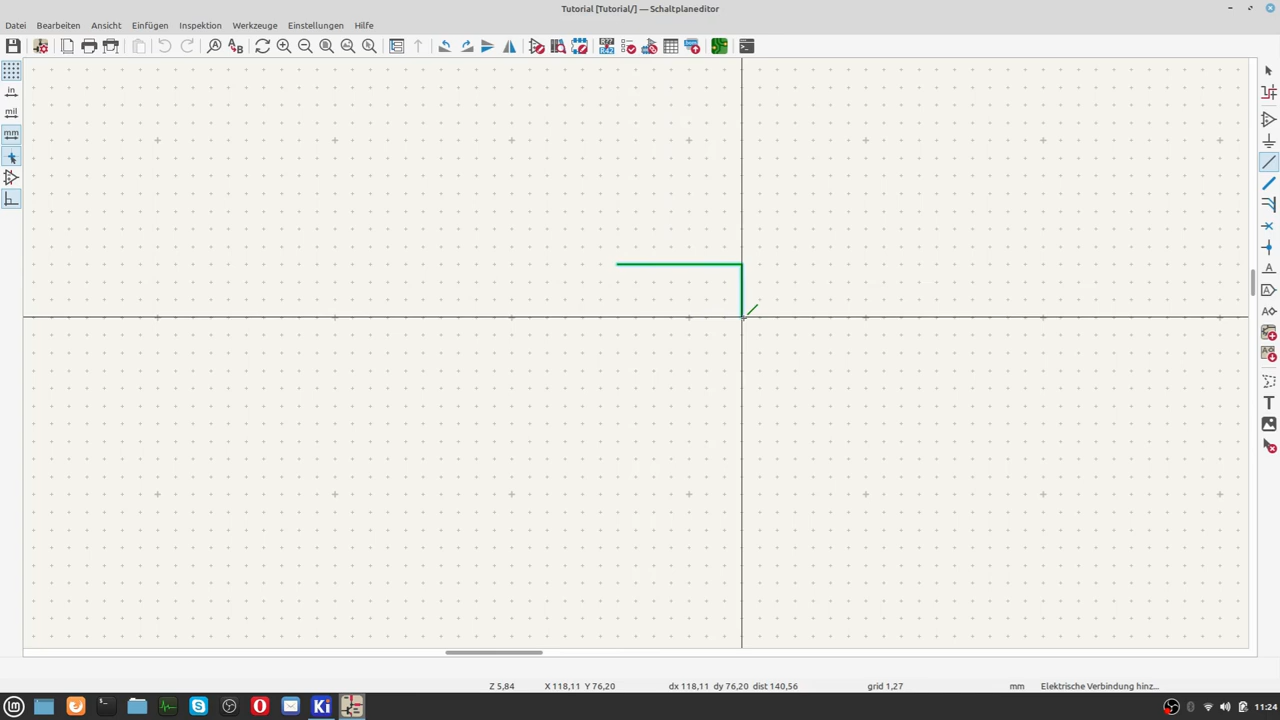 Tutorial [Tutorial/] — Schaltplaneditor
Datei Bearbeiten Ansicht Einfügen Inspektion Werkzeuge Einstellungen Hilfe
in
mil
mm
Z 5,84 X 118,11 Y 76,20 dx 118,11 dy 76,20 dist 140,56 grid 1,27 mm Elektrische Verbindung hinz...
Ki
11:24